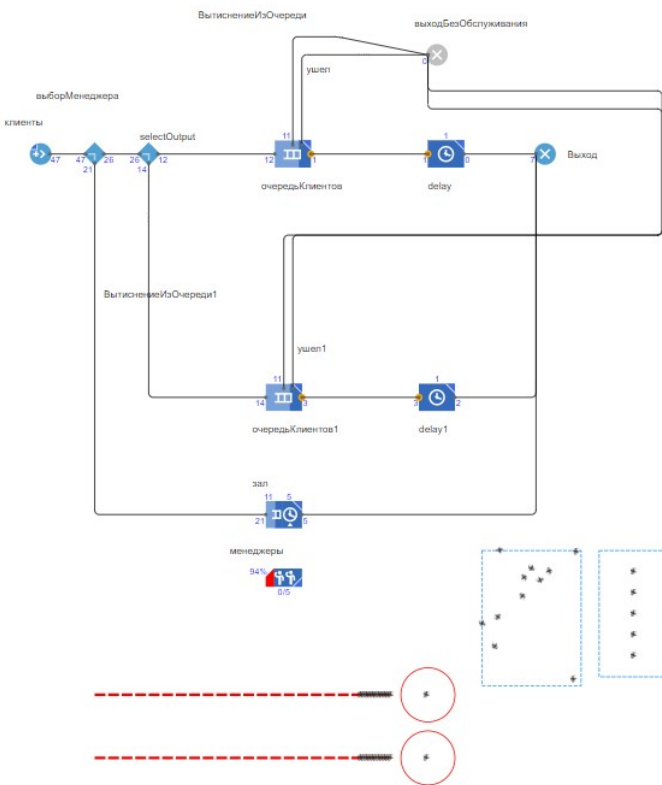 ВытиснениеИзОчереди
выходБезОбслуживания
0
ушел
выборМенеджера
клиенты
selectOutput
11
1
47 47 26 26 12 12 1 1 0 7
21
14
Выход
очередьКлиентов
delay
ВытиснениеИзОчереди1
ушел1
11
1
14 3 3 2
очередьКлиентов1
delay1
зал
11 5
21 5
менеджеры
94%
0/5